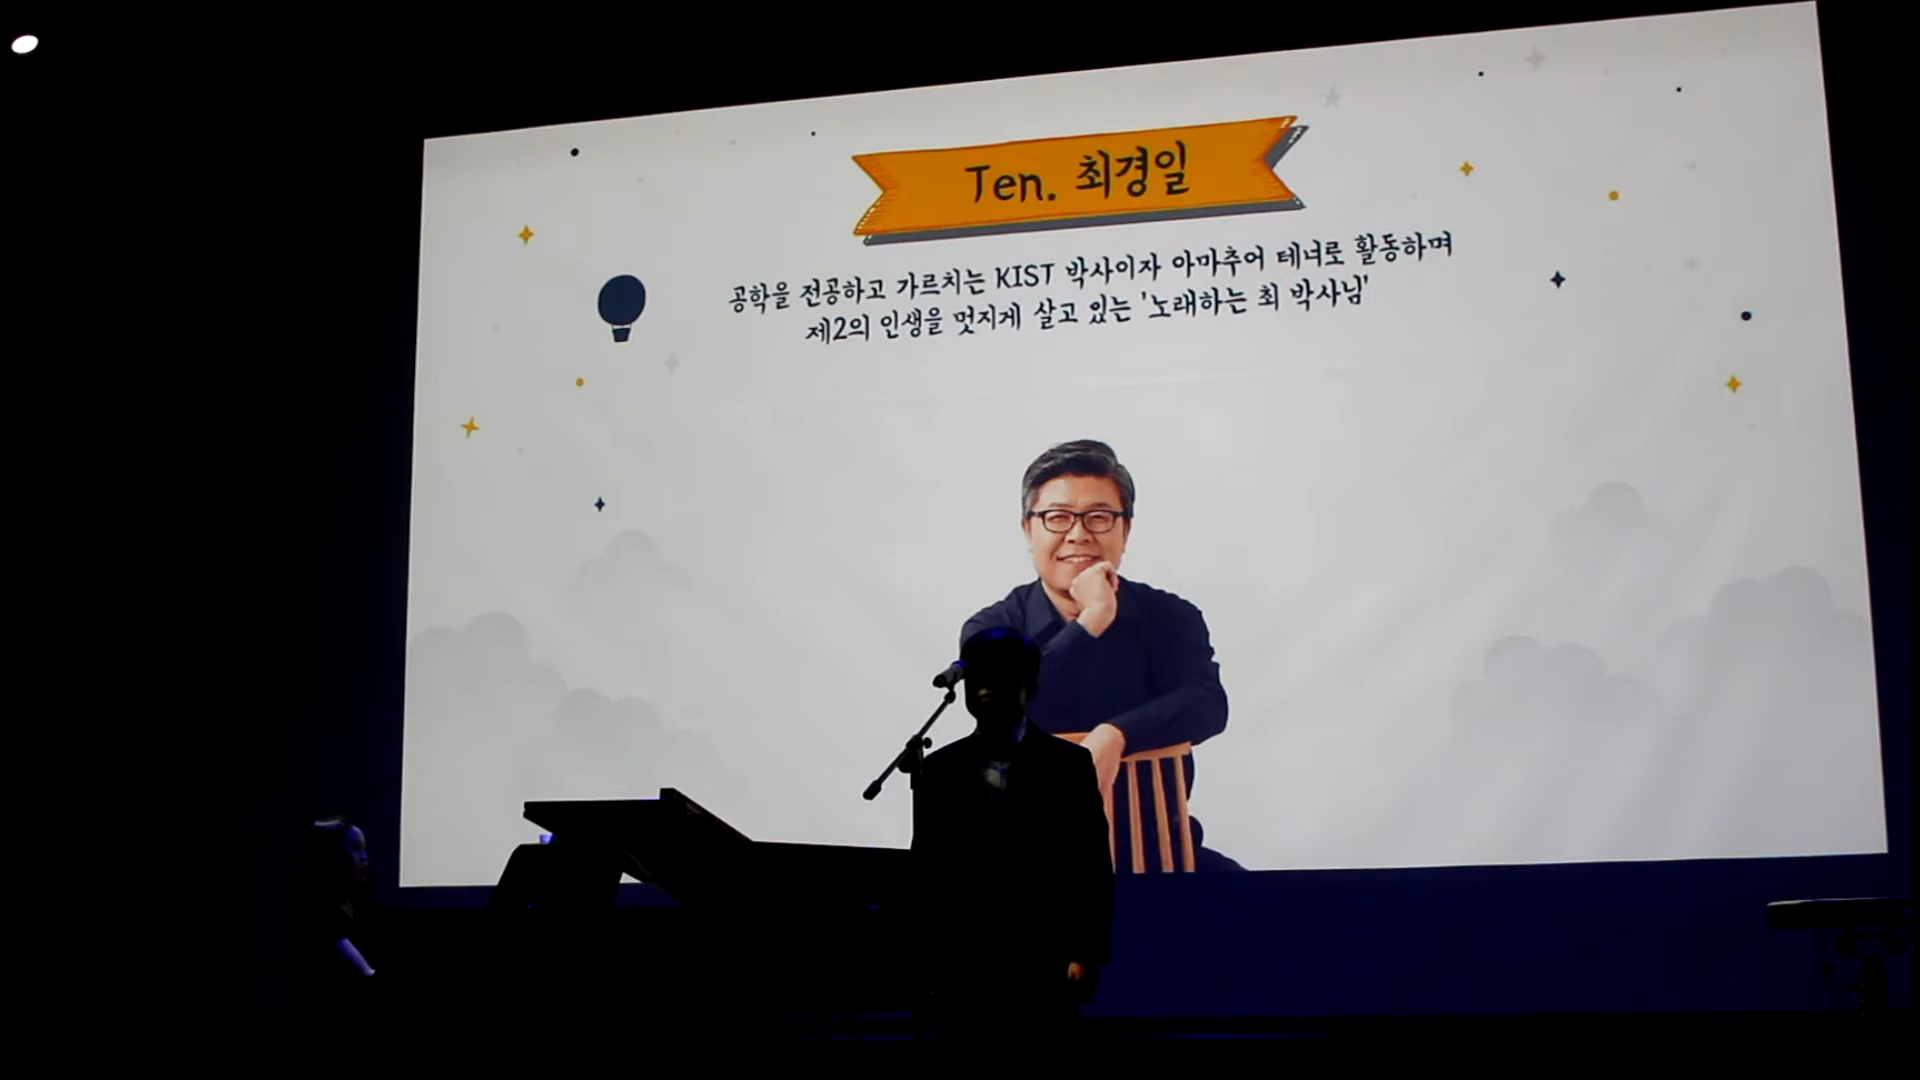 Ten. 최경일
공학을 전공하고 가르치는 KIST 박사이자 아마추어 테너로 활동하며
제2의 인생을 멋지게 살고 있는 '노래하는 최 박사님'